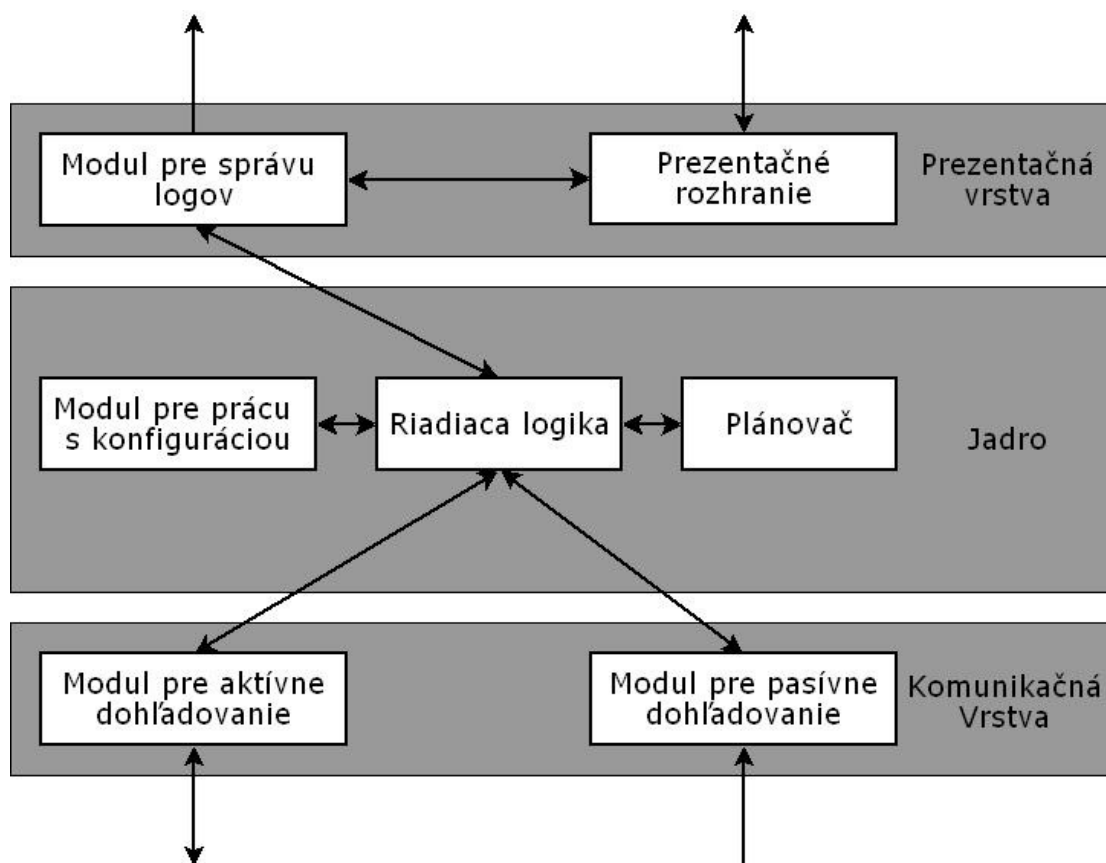 Modul pre správu
logov
Prezentačné
rozhranie
Prezentačná
vrstva
Modul pre prácu
s konfiguráciou
Riadiaca logika
Plánovač
Jadro
Modul pre aktívne
dohľadovanie
Modul pre pasívne
dohľadovanie
Komunikačná
Vrstva